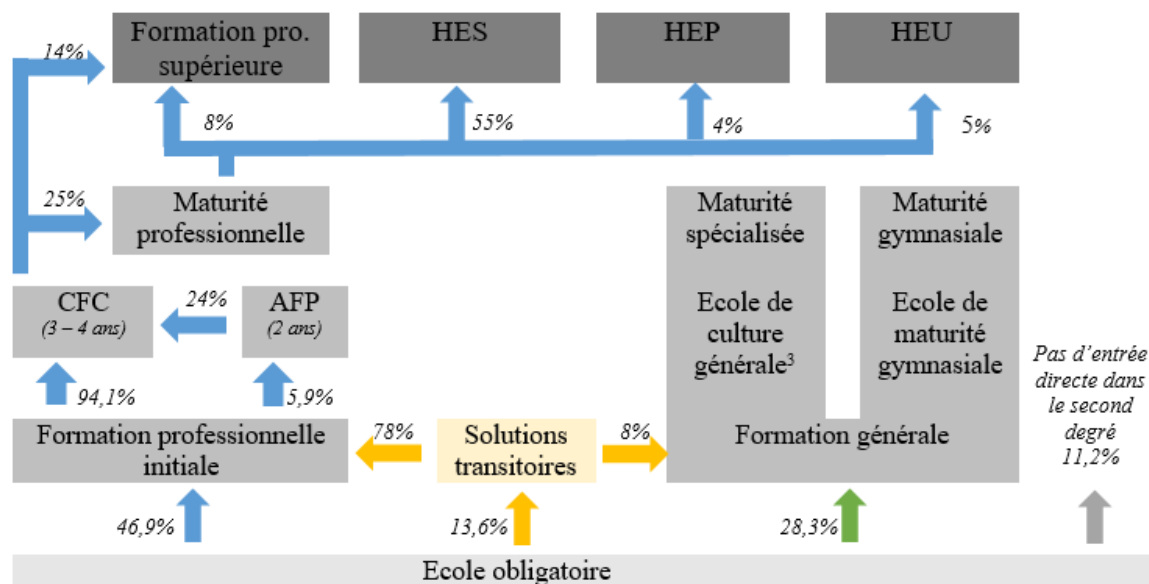 Formation pro.
supérieure
HES
HEP
HEU
14%
8%
55%
4%
5%
25%
Maturité
professionnelle
Maturité
spécialisée
Maturité
gymnasiale
CFC
(3 – 4 ans)
24%
AFP
(2 ans)
Ecole de
culture
générale³
Ecole de
maturité
gymnasiale
Pas d’entrée
directe dans
le second
degré
11,2%
94,1%
5,9%
Formation professionnelle
initiale
78%
Solutions
transitoires
8%
Formation générale
46,9%
13,6%
28,3%
Ecole obligatoire